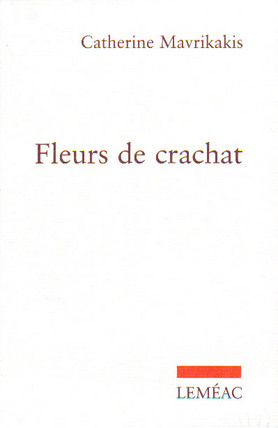 Catherine Mavrikakis
Fleurs de crachat
LEMÉAC